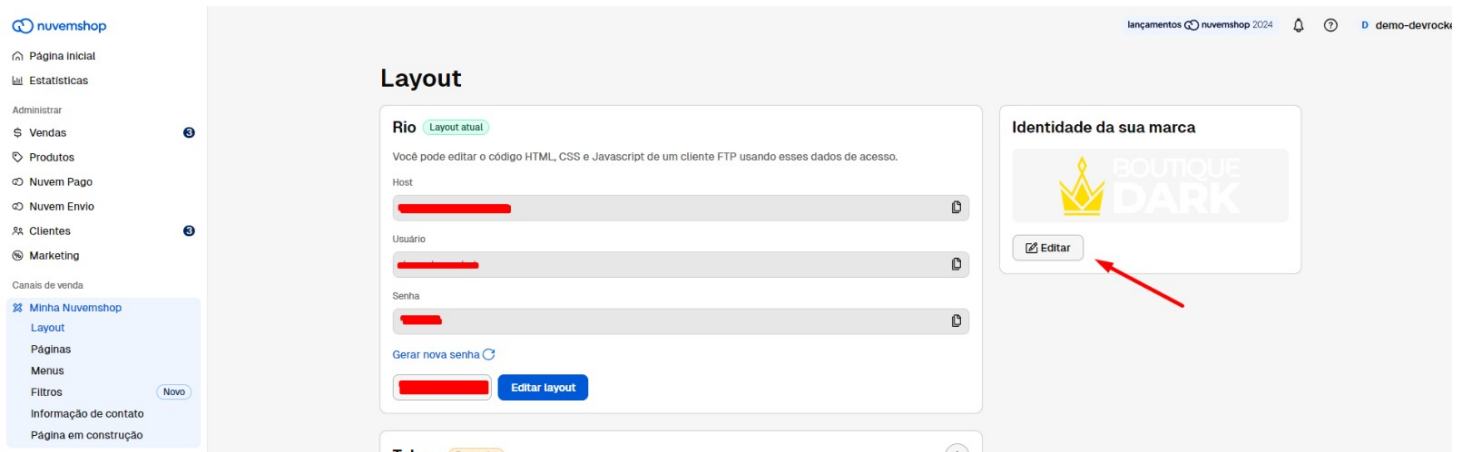 nuvemshop
lançamentos nuvemshop 2024
D demo-devrocke
Página inicial
Estatísticas
Administrar
Vendas 3
Produtos
Nuvem Pago
Nuvem Envio
Clientes 3
Marketing
Canais de venda
Minha Nuvemshop
Layout
Páginas
Menus
Filtros Novo
Informação de contato
Página em construção
Layout
Rio Layout atual
Você pode editar o código HTML, CSS e Javascript de um cliente FTP usando esses dados de acesso.
Host
Usuário
Senha
Gerar nova senha
Editar layout
Identidade da sua marca
BOUTIQUE
DARK
Editar